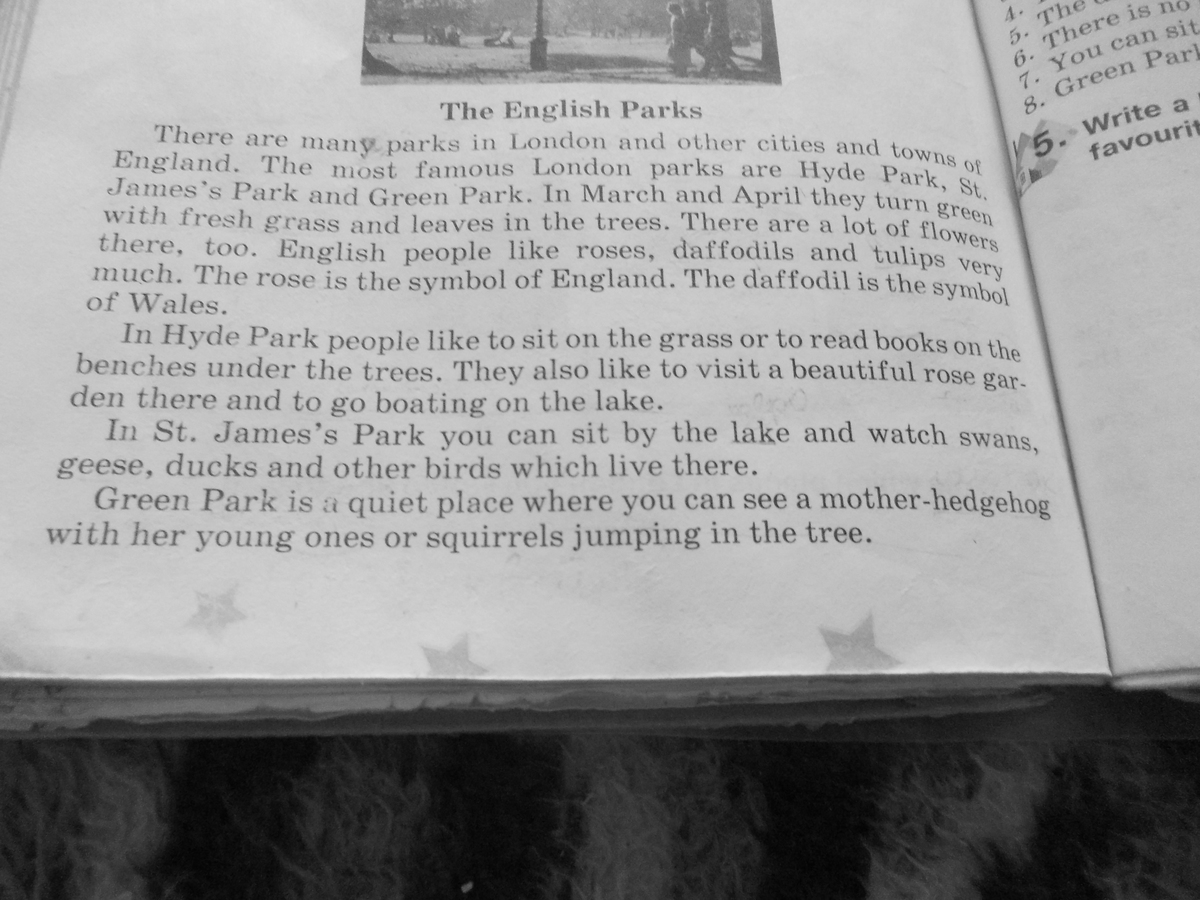 The English Parks
There are many parks in London and other cities and towns of
England. The most famous London parks are Hyde Park, St.
James's Park and Green Park. In March and April they turn green
with fresh grass and leaves in the trees. There are a lot of flowers
there, too. English people like roses, daffodils and tulips very
much. The rose is the symbol of England. The daffodil is the symbol
of Wales.
In Hyde Park people like to sit on the grass or to read books on the
benches under the trees. They also like to visit a beautiful rose gar-
den there and to go boating on the lake.
In St. James's Park you can sit by the lake and watch swans,
geese, ducks and other birds which live there.
Green Park is a quiet place where you can see a mother-hedgehog
with her young ones or squirrels jumping in the tree.
4.
5. The
6. There is no
7. You can sit
8. Green Park
5. Write a
favourit